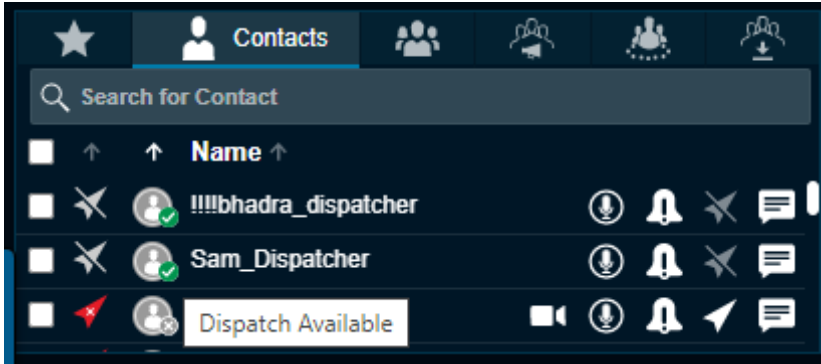 Contacts
Search for Contact
Name
!!!!bhadra_dispatcher
Sam_Dispatcher
Dispatch Available